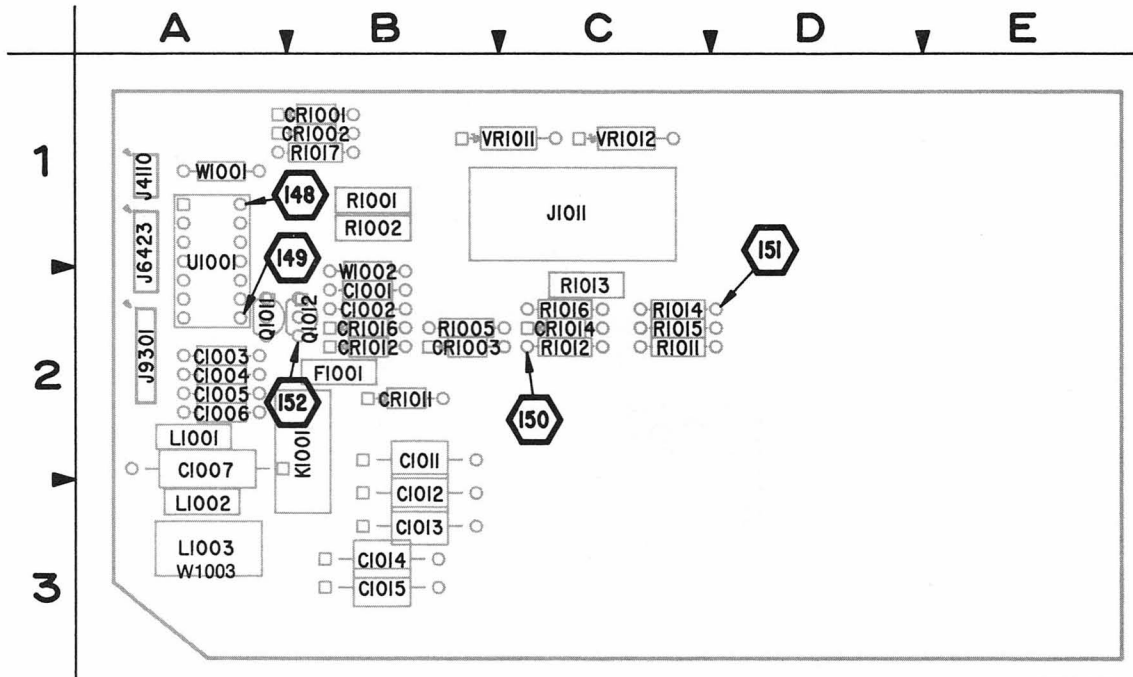 A B C D E
1
CR1001
CR1002
R1017
VR1011 VR1012
J4110
W1001
148
R1001
R1002
J1011
J6423
U1001
149
151
W1002
C1001
C1002
CR1016
CR1012
Q1011
Q1012
R1005
CR1003
R1013
R1016
CR1014
R1012
R1014
R1015
R1011
2
J9301
C1003
C1004
C1005
C1006
F1001
152
CR1011
150
L1001
K1001
C1007
C1011
L1002
C1012
C1013
3
L1003
W1003
C1014
C1015